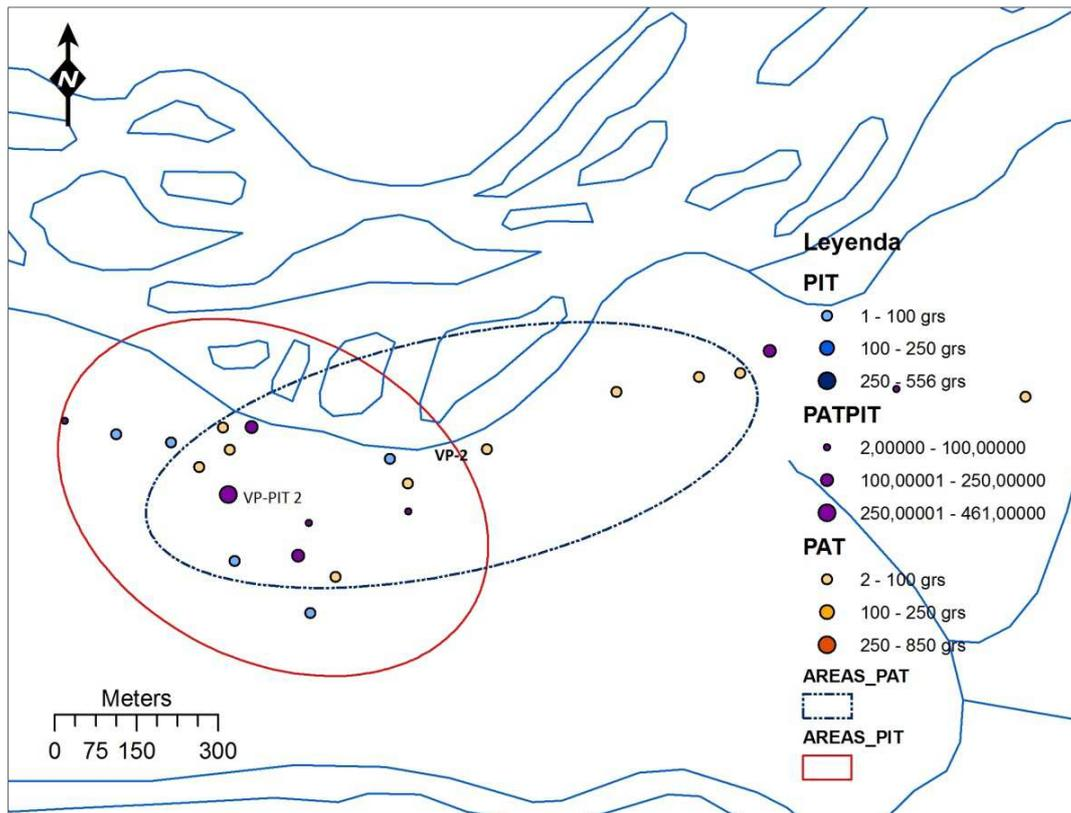 N
Leyenda
PIT
1 - 100 grs
100 - 250 grs
250 - 556 grs
PATPIT
2,00000 - 100,00000
100,00001 - 250,00000
250,00001 - 461,00000
PAT
2 - 100 grs
100 - 250 grs
250 - 850 grs
AREAS_PAT
AREAS_PIT
VP-2
VP-PIT 2
Meters
0 75 150 300